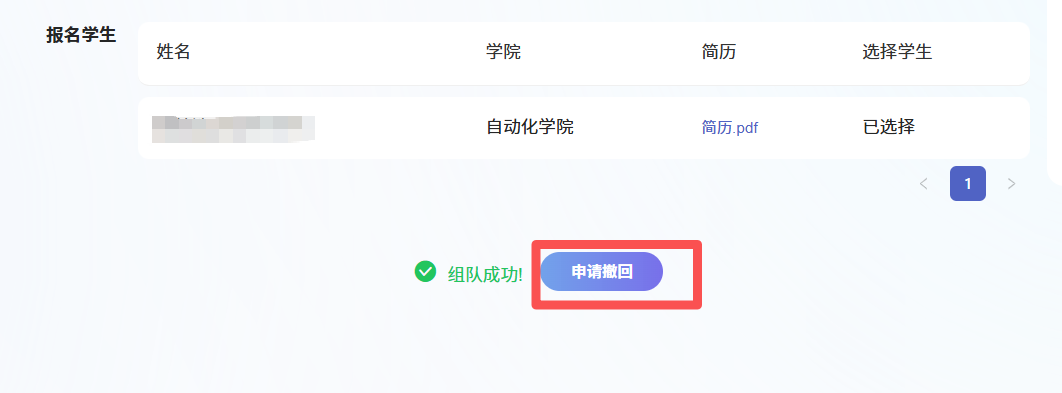 报名学生
姓名 学院 简历 选择学生
自动化学院 简历.pdf 已选择
< 1 >
组队成功! 申请撤回